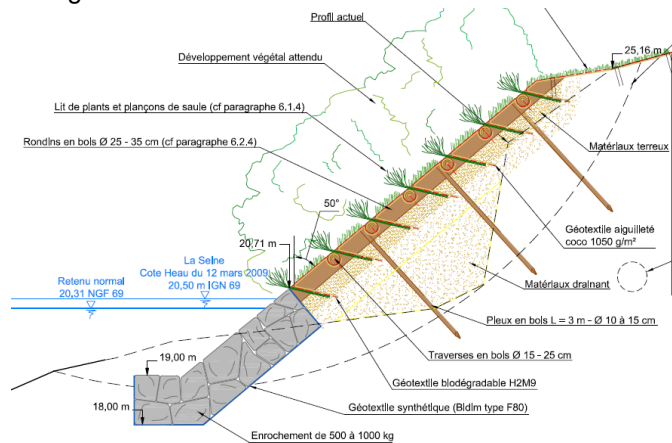 Profil actuel
25,16 m
Développement végétal attendu
Lit de plants et plançons de saule (cf paragraphe 6.1.4)
Rondins en bois Ø 25 - 35 cm (cf paragraphe 6.2.4)
Matériaux terreux
50°
20,71 m
La Seine
Cote Heau du 12 mars 2009
20,50 m IGN 69
Retenu normal
20,31 NGF 69
Géotextile aiguilleté
coco 1050 g/m²
Matériaux drainant
Pieux en bois L = 3 m - Ø 10 à 15 cm
Traverses en bois Ø 15 - 25 cm
19,00 m
Géotextile biodégradable H2M9
Géotextile synthétique (Bidim type F80)
18,00 m
Enrochement de 500 à 1000 kg